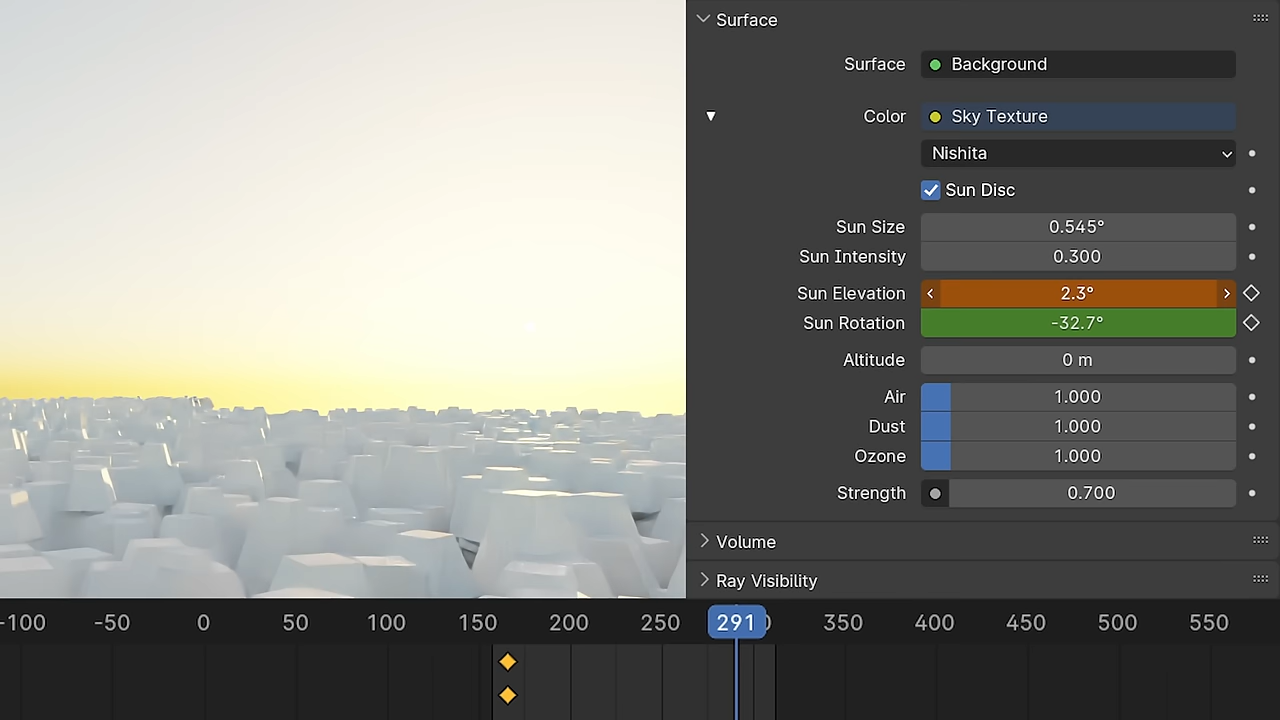 Surface
Surface Background
Color Sky Texture
Nishita
Sun Disc
Sun Size 0.545°
Sun Intensity 0.300
Sun Elevation 2.3°
Sun Rotation -32.7°
Altitude 0 m
Air 1.000
Dust 1.000
Ozone 1.000
Strength 0.700
Volume
Ray Visibility
-100 -50 0 50 100 150 200 250 291 350 400 450 500 550